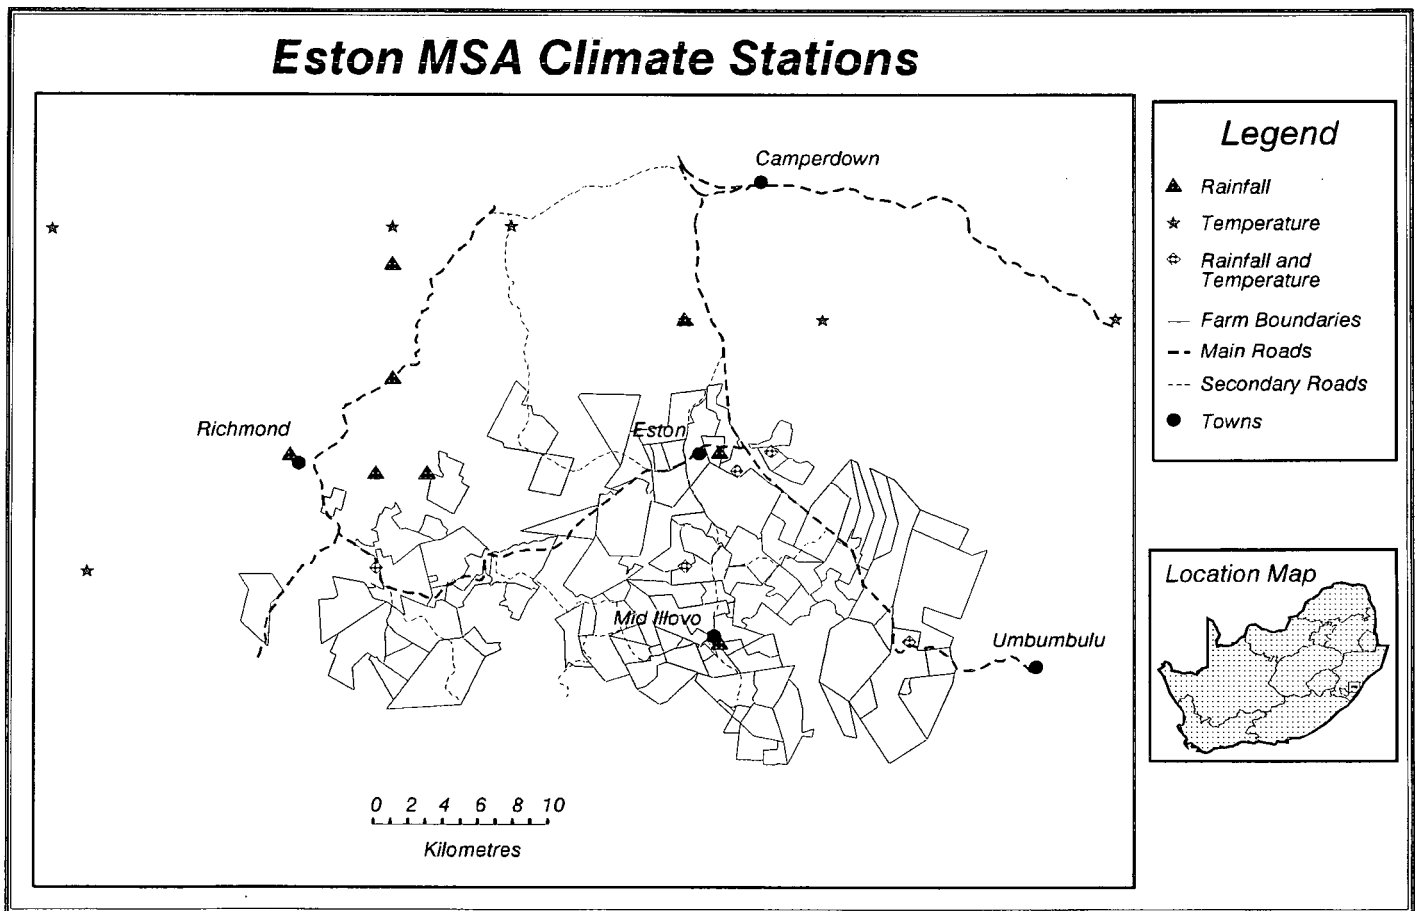 Eston MSA Climate Stations
Camperdown
Richmond
Eston
Mid Illovo
Umbumbulu
0 2 4 6 8 10
Kilometres
Legend
Rainfall
Temperature
Rainfall and
Temperature
Farm Boundaries
Main Roads
Secondary Roads
Towns
Location Map